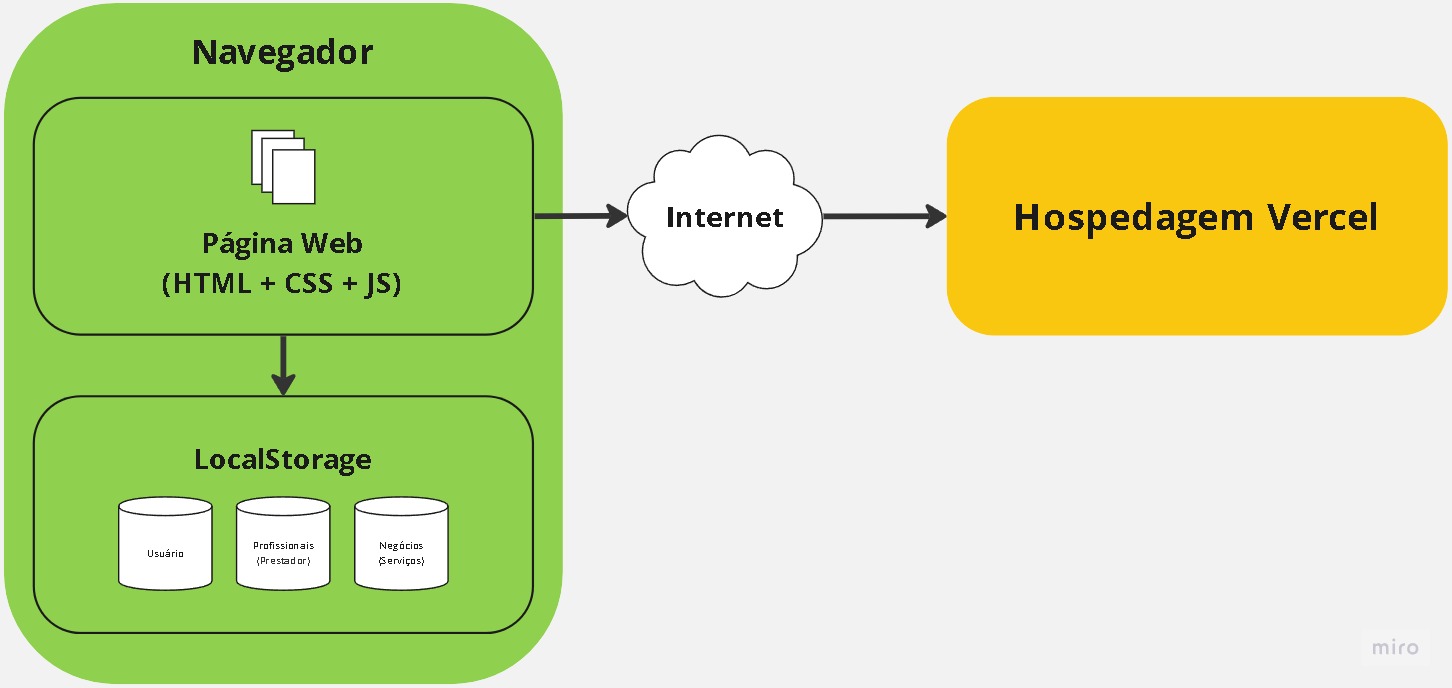 Navegador
Página Web
(HTML + CSS + JS)
Internet
Hospedagem Vercel
LocalStorage
Usuário
Profissionais
(Prestador)
Negócios
(Serviços)
miro